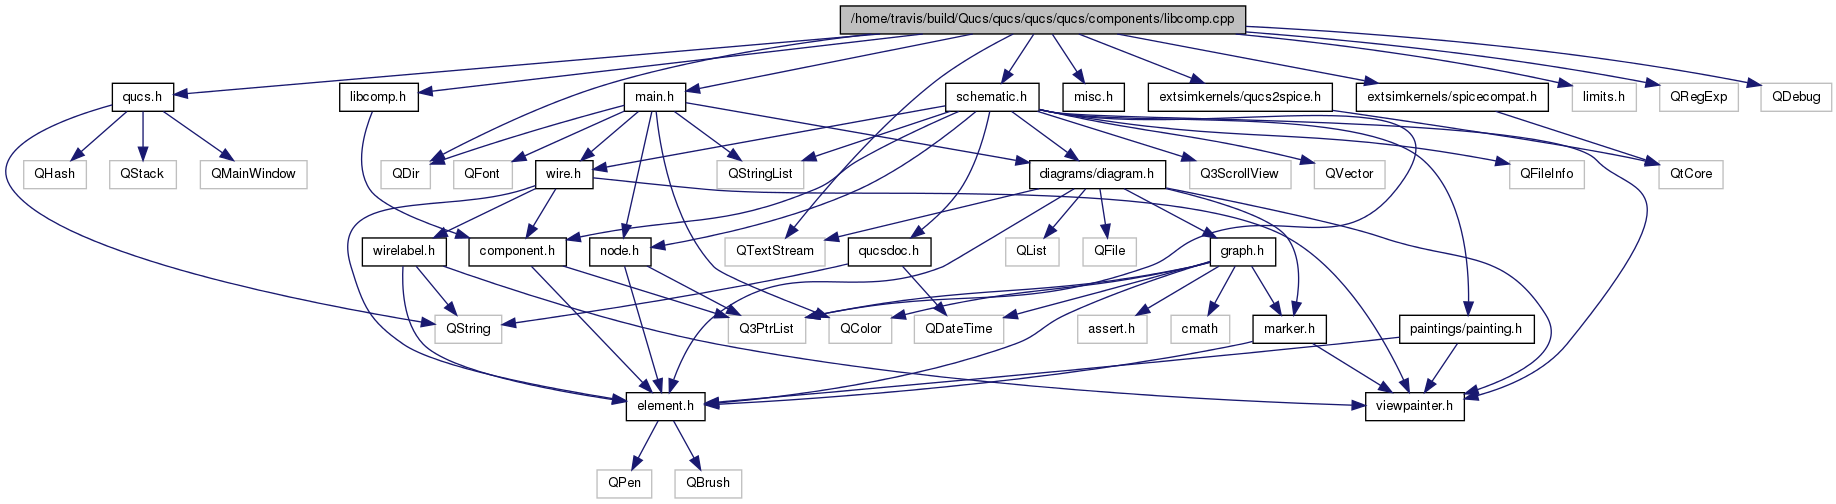 /home/travis/build/Qucs/qucs/qucs/qucs/components/libcomp.cpp
qucs.h
libcomp.h
main.h
schematic.h
misc.h
extsimkernels/qucs2spice.h
extsimkernels/spicecompat.h
limits.h
QRegExp
QDebug
QHash
QStack
QMainWindow
QDir
QFont
wire.h
QStringList
diagrams/diagram.h
Q3ScrollView
QVector
QFileInfo
QtCore
wirelabel.h
component.h
node.h
QTextStream
qucsdoc.h
QList
QFile
graph.h
QString
Q3PtrList
QColor
QDateTime
assert.h
cmath
marker.h
paintings/painting.h
element.h
viewpainter.h
QPen
QBrush